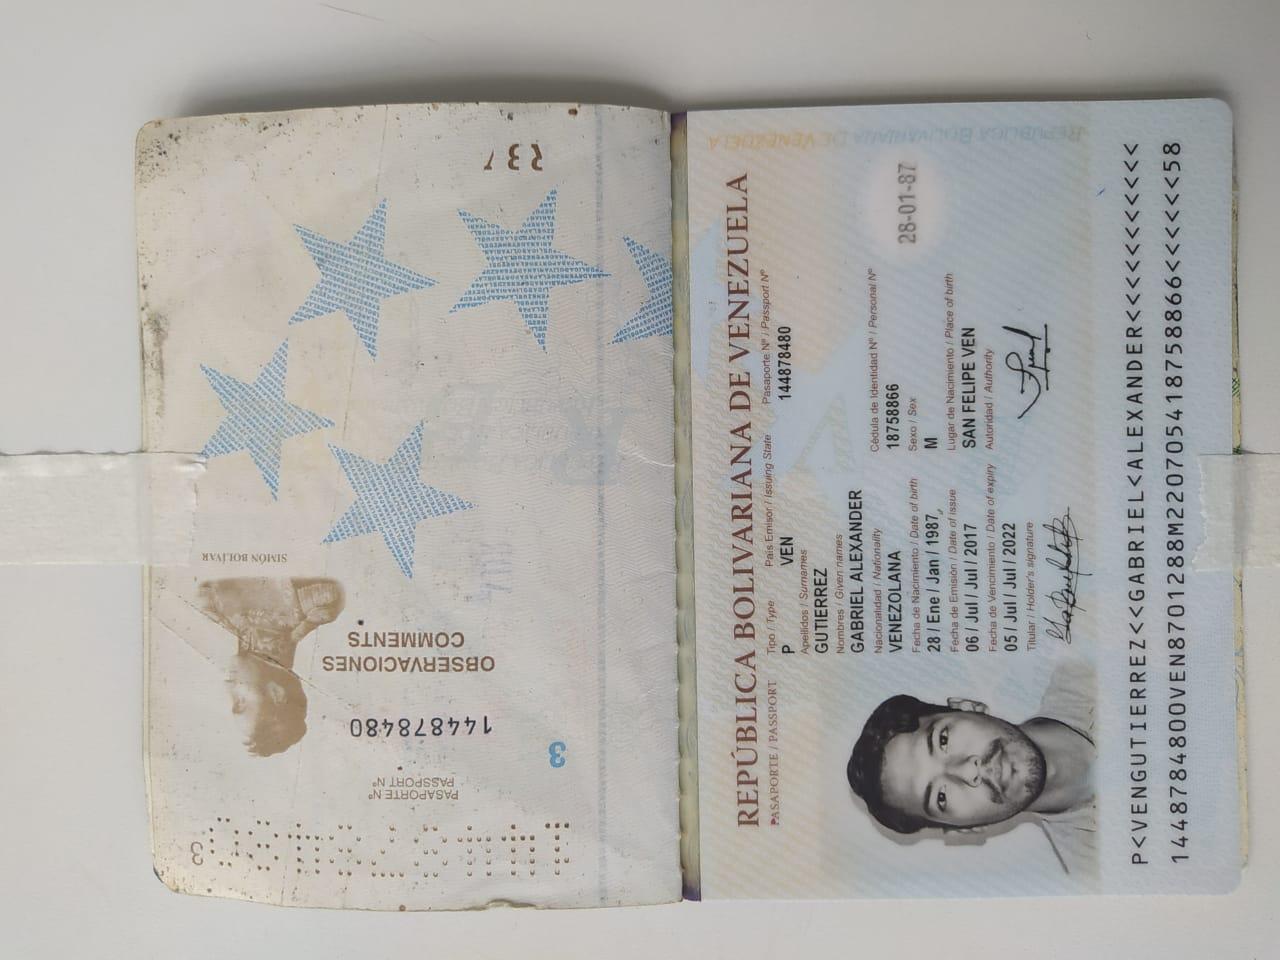 REPÚBLICA BOLIVARIANA DE VENEZUELA
REPÚBLICA BOLIVARIANA DE VENEZUELA
PASAPORTE / PASSPORT
Tipo / Type
País Emisor / Issuing State
Pasaporte Nº / Passport Nº
P
VEN
144878480
Apellidos / Surnames
GUTIERREZ
Nombres / Given names
GABRIEL ALEXANDER
Nacionalidad / Nationality
Cédula de Identidad Nº / Personal Nº
VENEZOLANA
18758866
28-01-87
Fecha de Nacimiento / Date of birth
Sexo / Sex
28 / Ene / Jan / 1987
M
Fecha de Emisión / Date of issue
Lugar de Nacimiento / Place of birth
06 / Jul / Jul / 2017
SAN FELIPE VEN
Fecha de Vencimiento / Date of expiry
Autoridad / Authority
05 / Jul / Jul / 2022
Titular / Holder's signature
P<VENGUTIERREZ<<GABRIEL<ALEXANDER<<<<<<<<<<<
1448784800VEN8701288M220705418758866<<<<<<58
3
PASAPORTE Nº
PASSPORT Nº
144878480
3
OBSERVACIONES
COMMENTS
SIMÓN BOLÍVAR